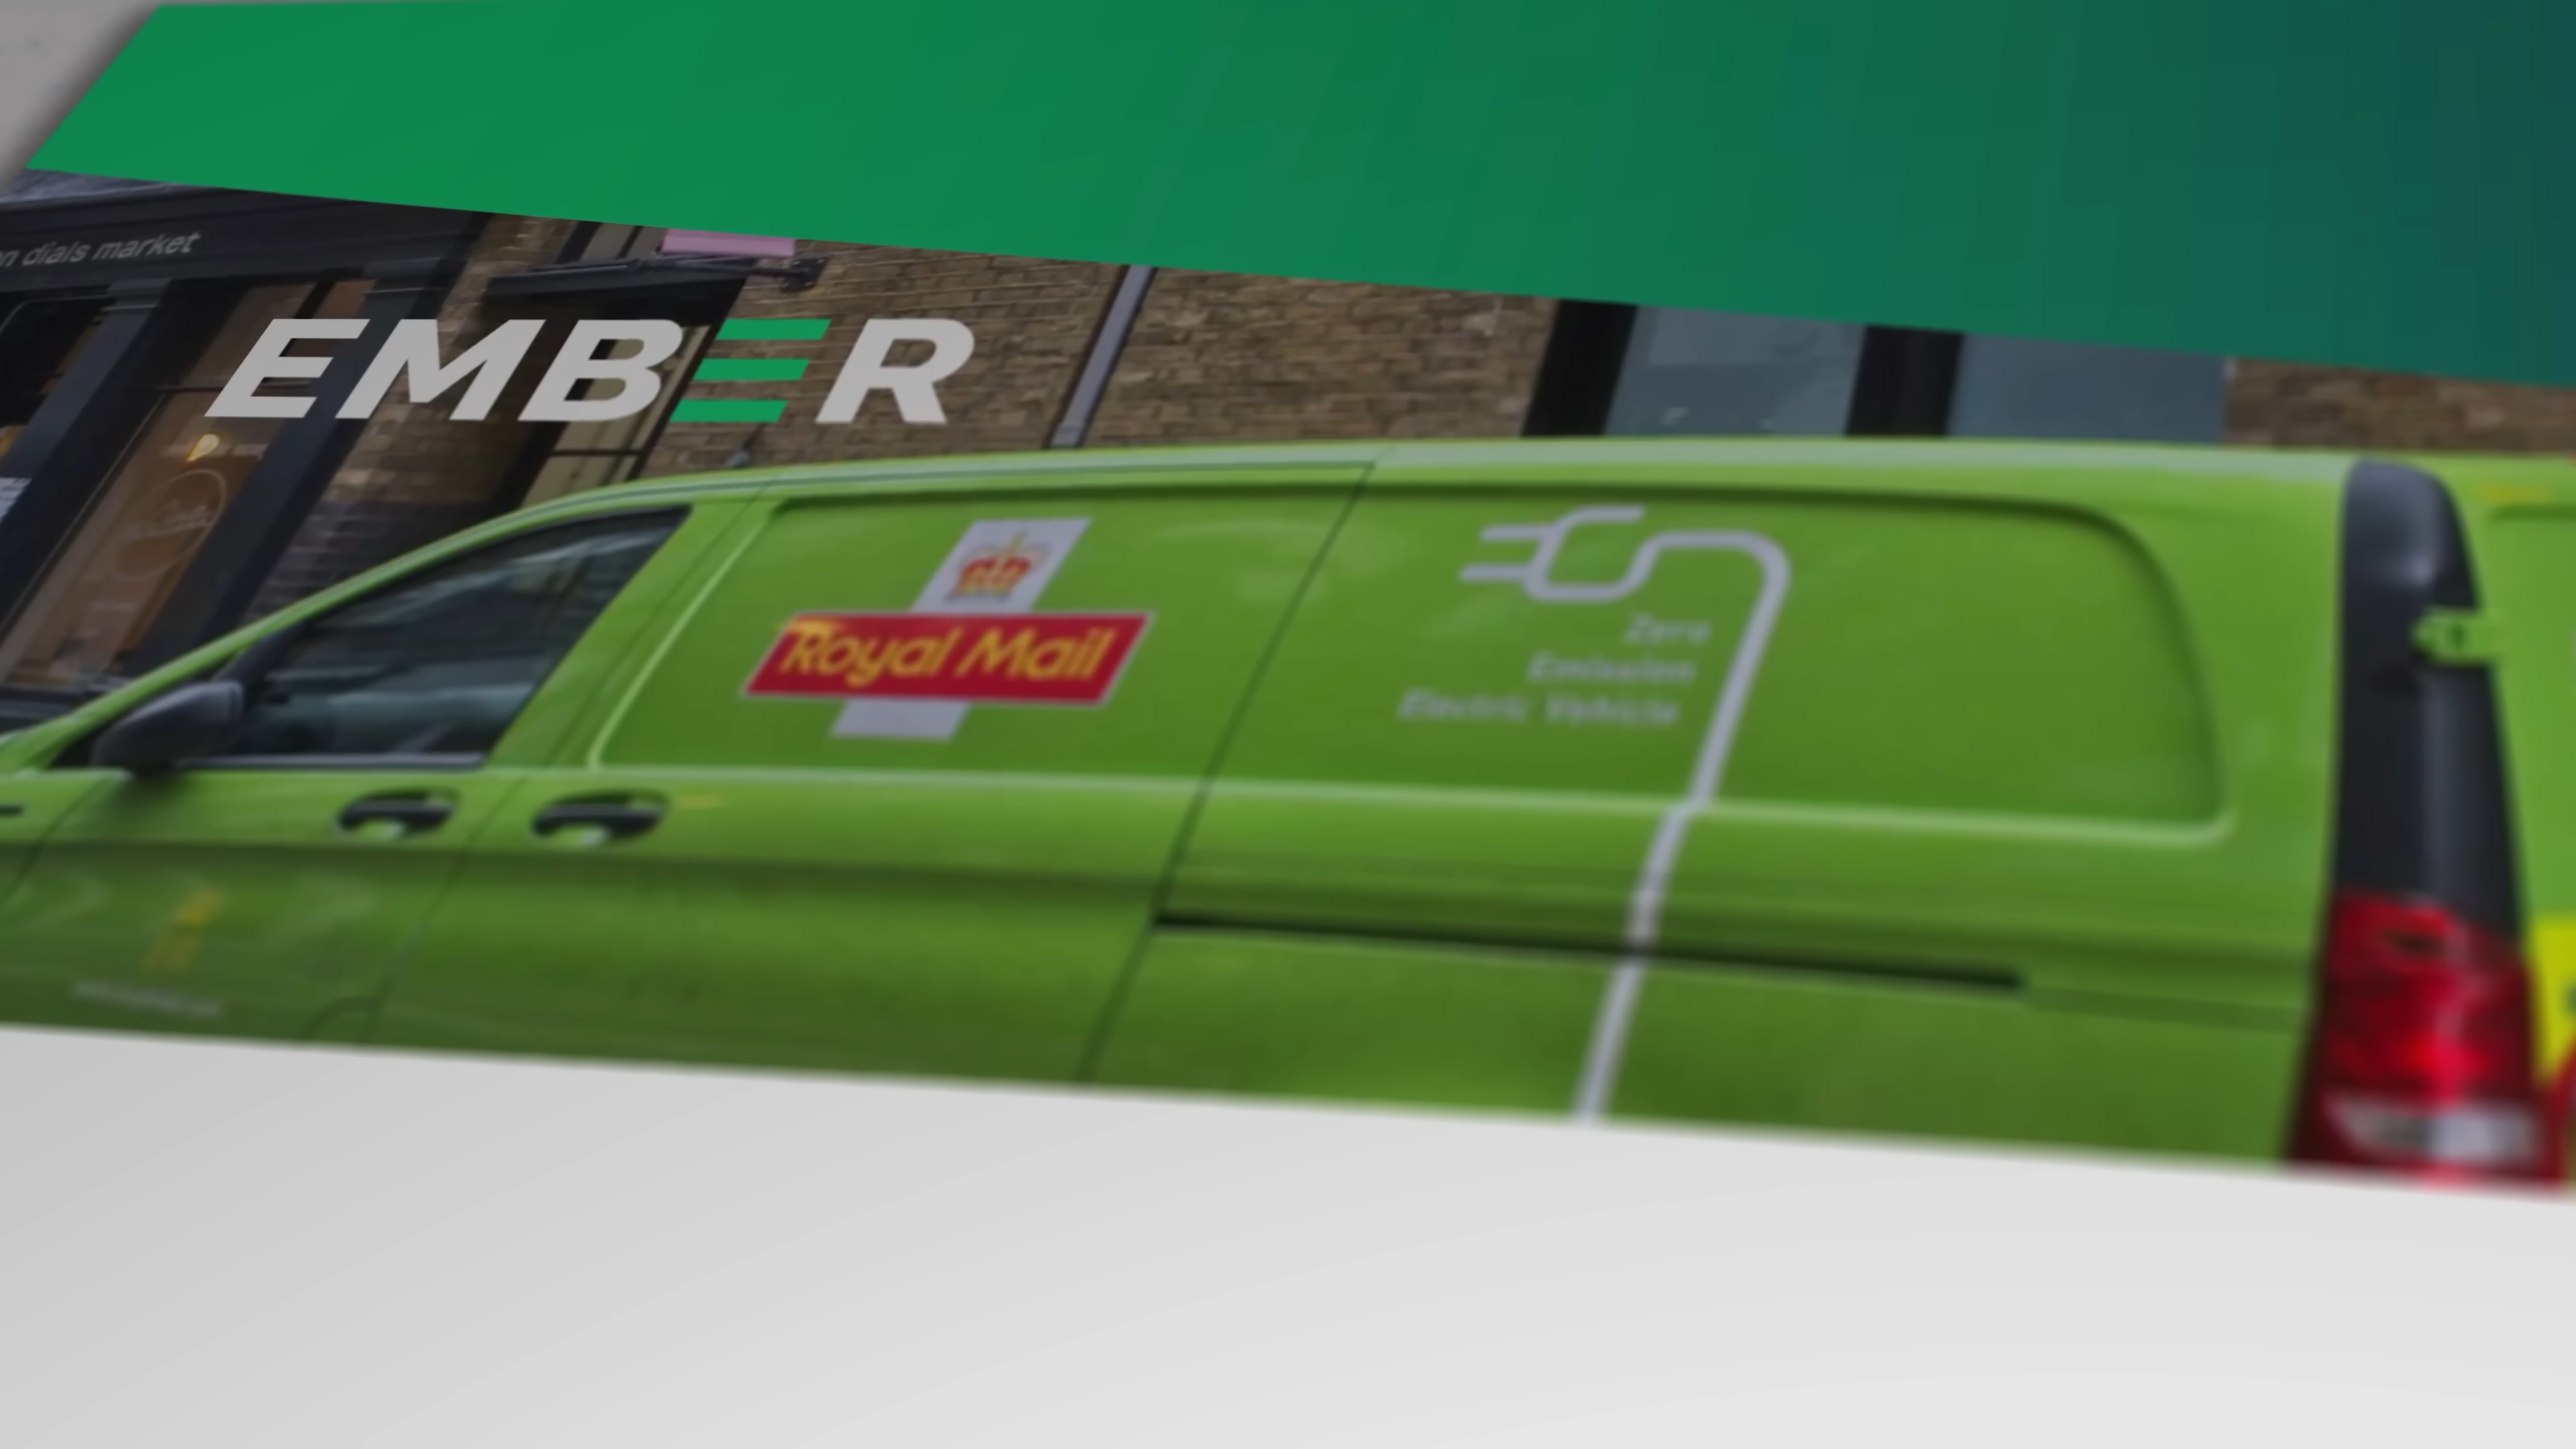 n dials market
EMBER
Royal Mail
Zero
Emission
Electric Vehicle